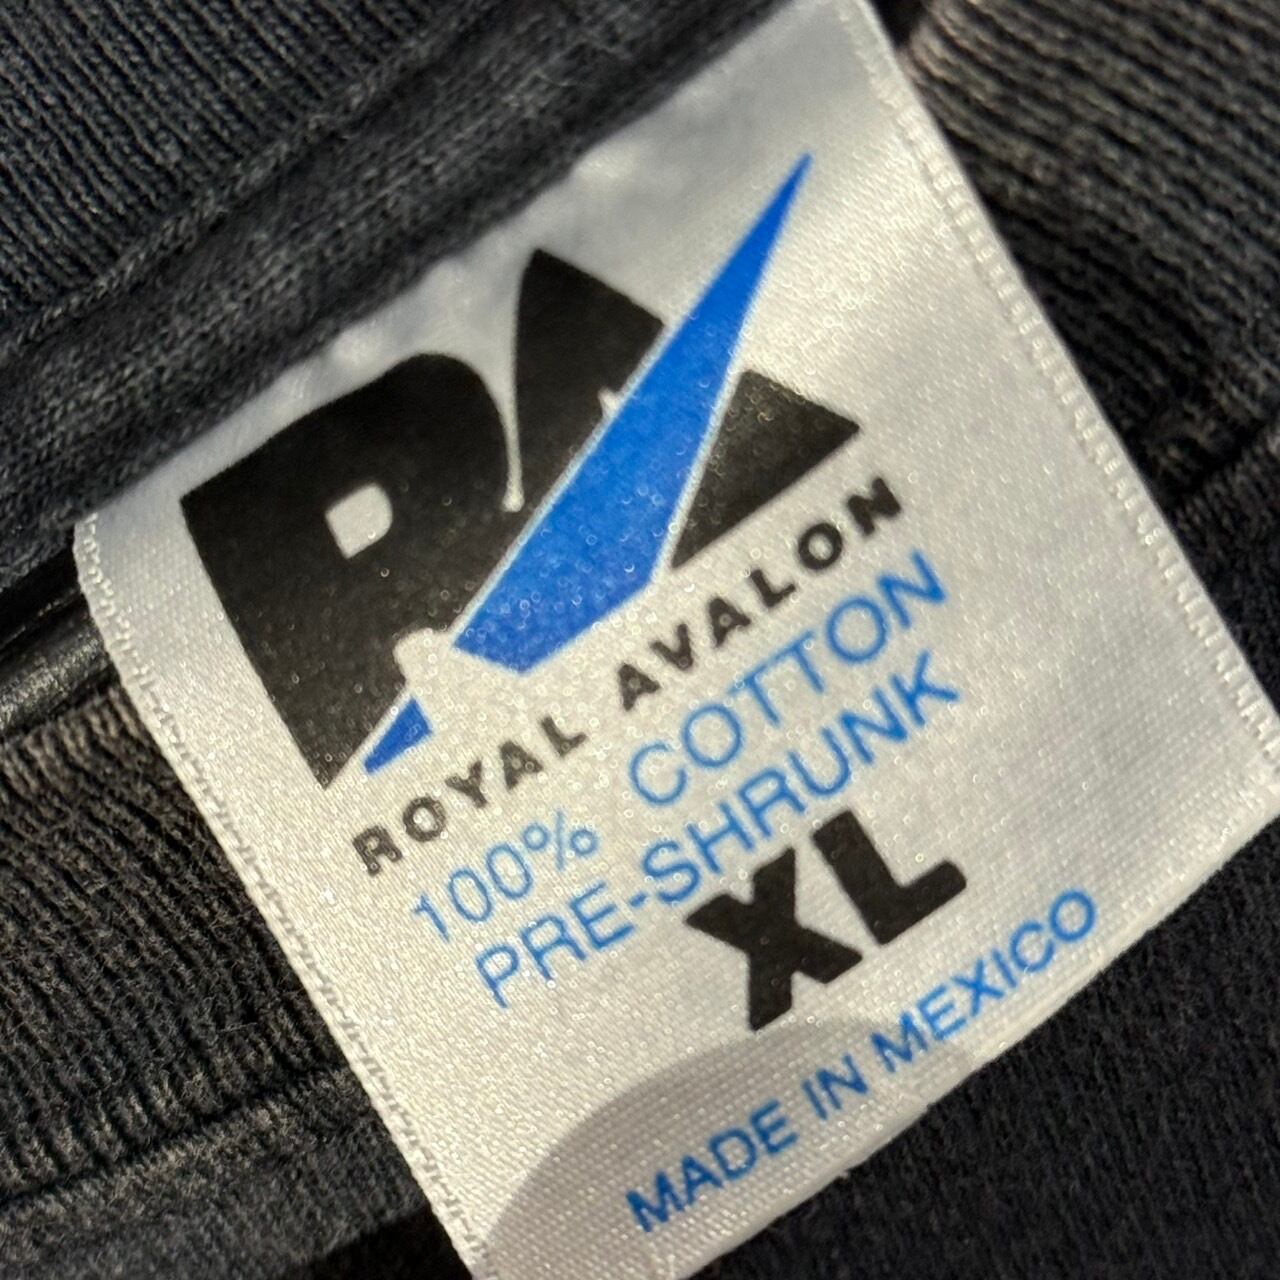 RA
ROYAL AVALON
100% COTTON
PRE-SHRUNK
XL
MADE IN MEXICO